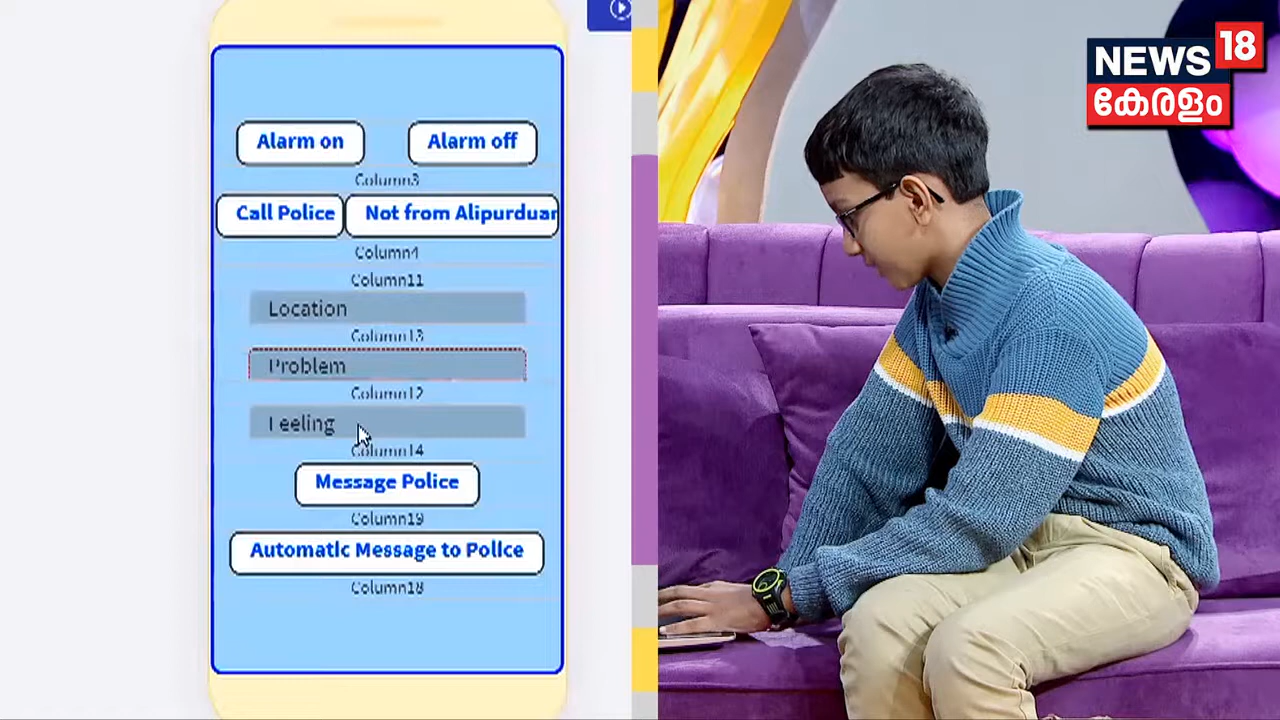 Alarm on
Alarm off
Column3
Call Police
Not from Alipurduar
Column4
Column11
Location
Column13
Problem
Column12
Feeling
Column14
Message Police
Column19
Automatic Message to Police
Column18
NEWS 18
കേരളം